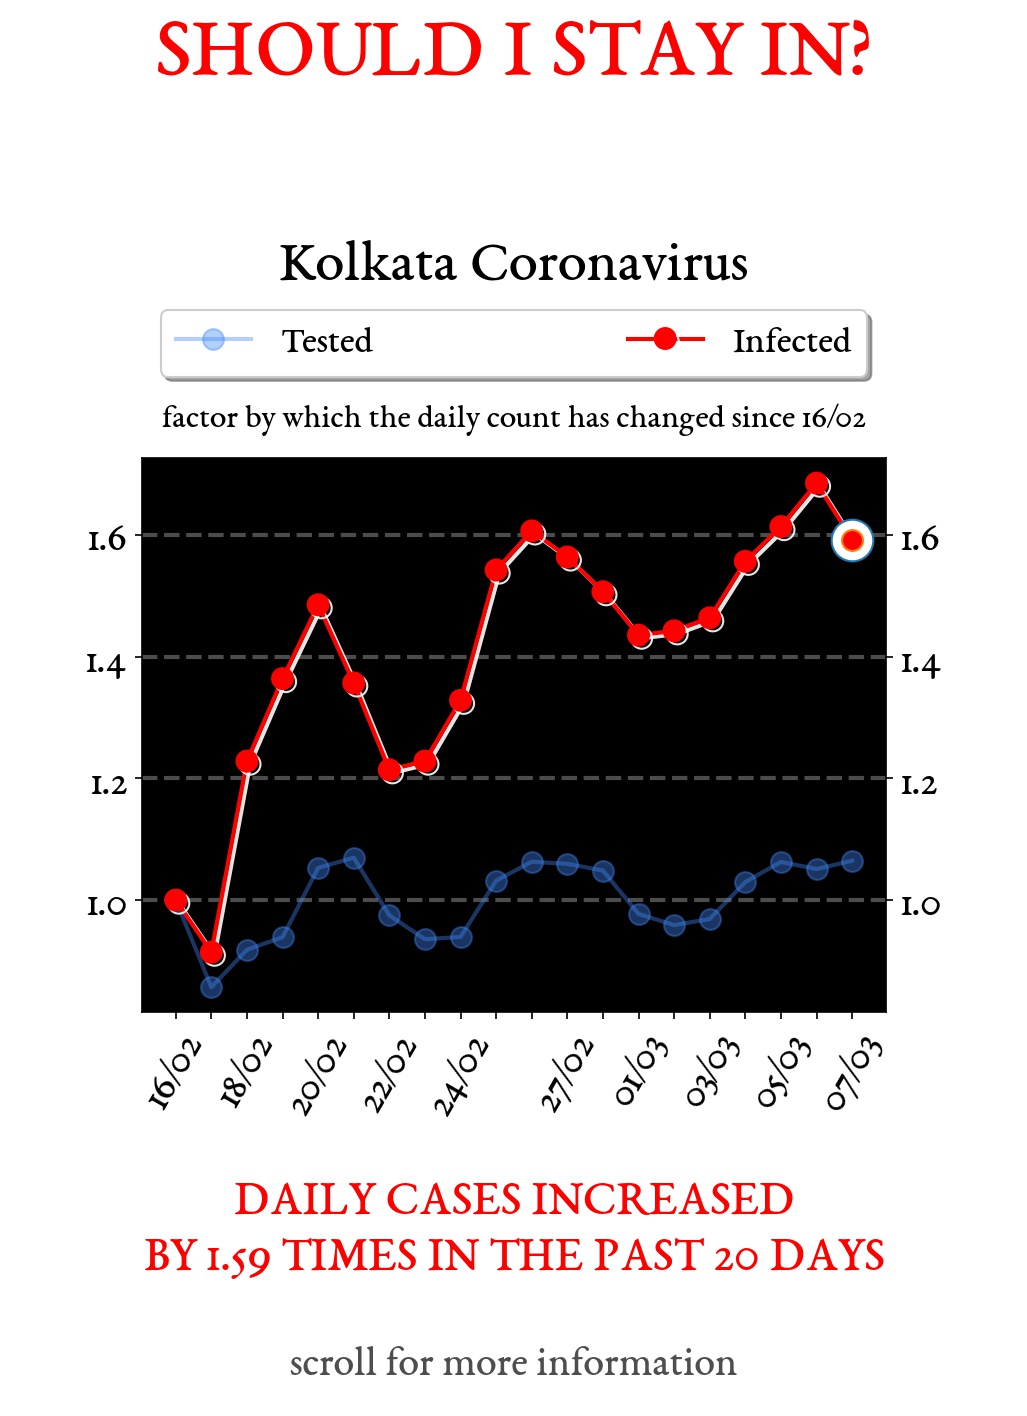 SHOULD I STAY IN?
Kolkata Coronavirus
Tested Infected
factor by which the daily count has changed since 16/02
1.6 1.6
1.4 1.4
1.2 1.2
1.0 1.0
16/02 18/02 20/02 22/02 24/02 27/02 01/03 03/03 05/03 07/03
DAILY CASES INCREASED
BY 1.59 TIMES IN THE PAST 20 DAYS
scroll for more information